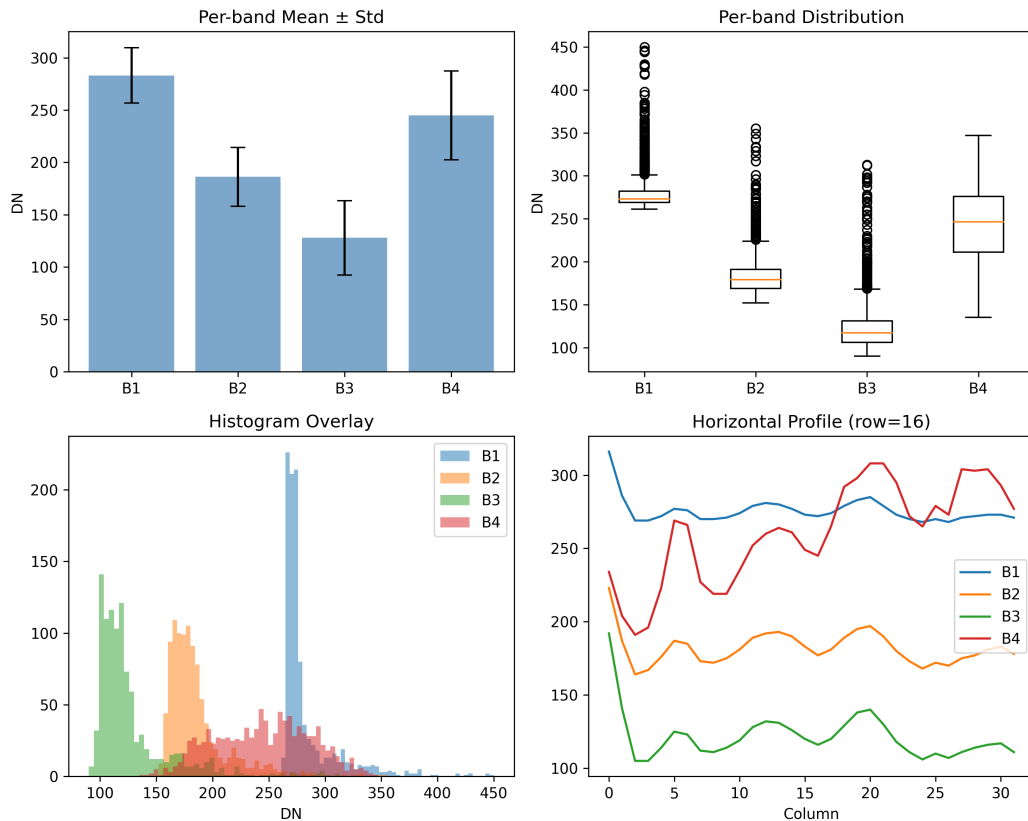 Per-band Mean ± Std
DN
300
250
200
150
100
50
0
B1 B2 B3 B4
Per-band Distribution
DN
450
400
350
300
250
200
150
100
B1 B2 B3 B4
Histogram Overlay
200
150
100
50
0
100 150 200 250 300 350 400 450
DN
B1
B2
B3
B4
Horizontal Profile (row=16)
300
250
200
150
100
0 5 10 15 20 25 30
Column
B1
B2
B3
B4